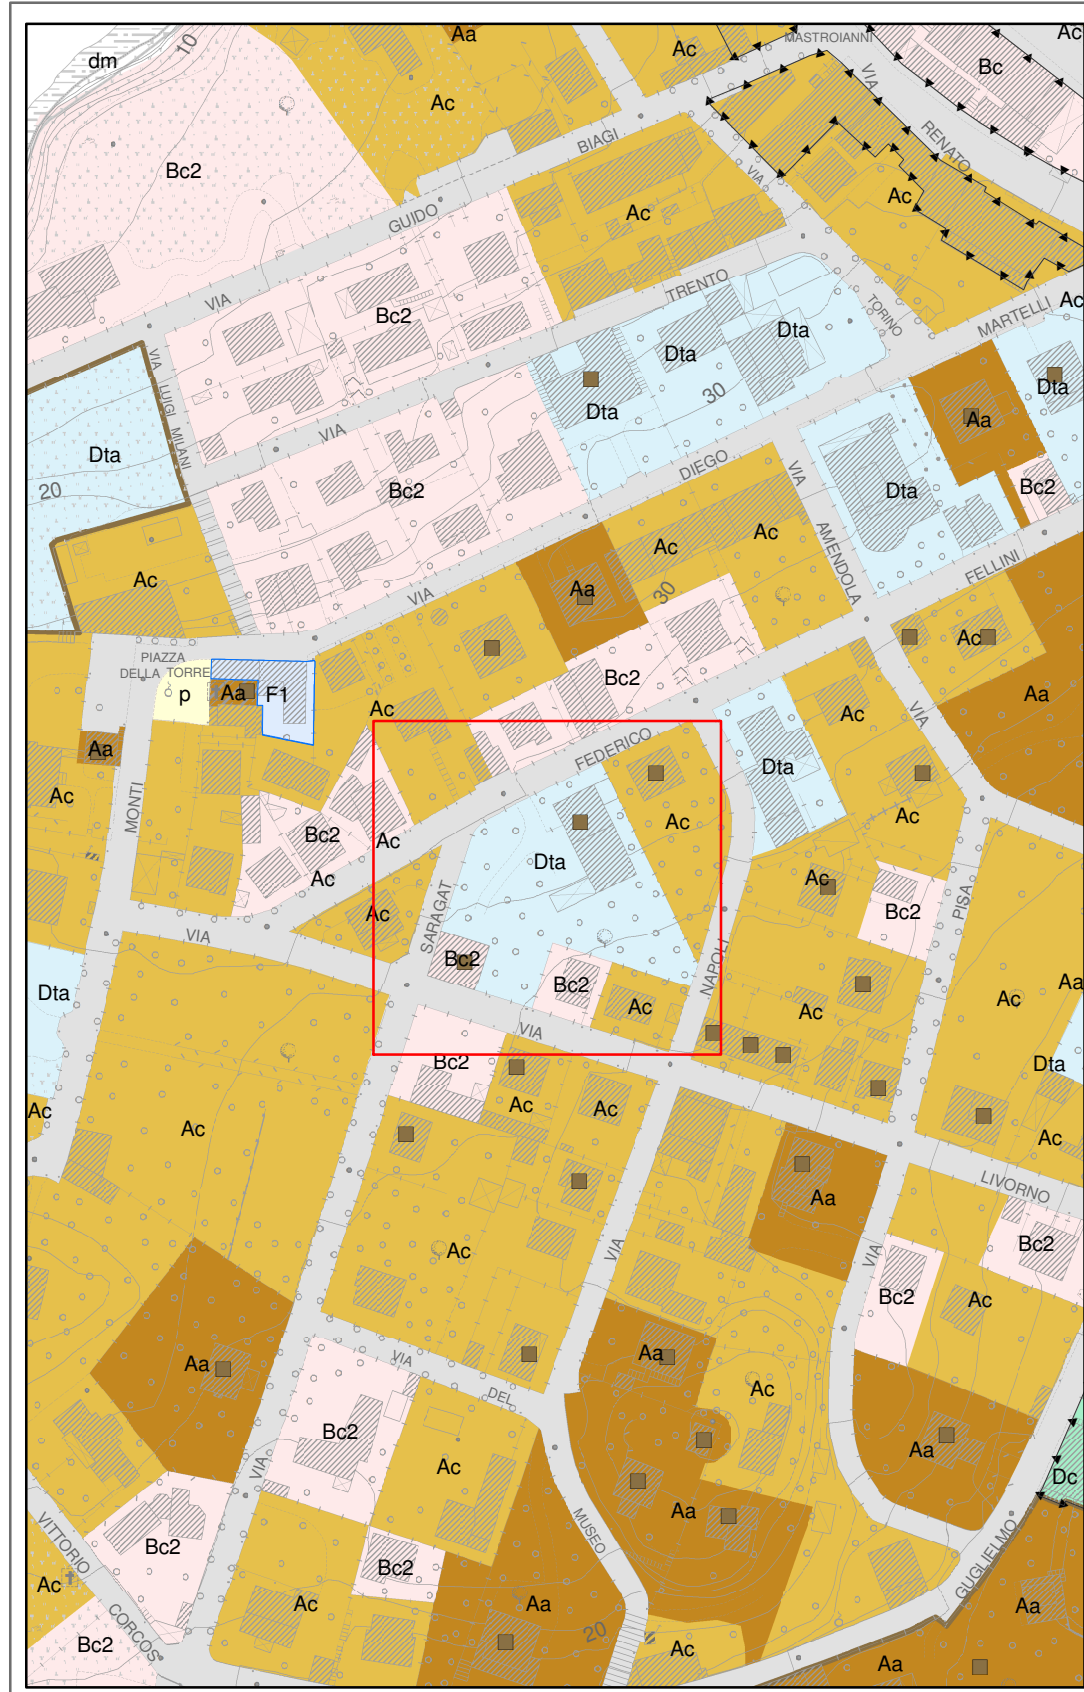 dm
10
Aa
Ac
MASTROIANNI
Ac
Bc
Ac
VIA
RENATO
Bc2
BIAGI
GUIDO
VIA
Ac
VIA
Ac
TRENTO
TORINO
MARTELLI
Ac
VIA
Bc2
Dta
Dta
Dta
30
Dta
Aa
VIA LUIGI MILANI
Dta
20
VIA
Bc2
DIEGO
VIA
AMENDOLA
Dta
Bc2
FELLINI
Ac
VIA
Aa
Ac
Ac
30
Ac
Aa
PIAZZA
DELLA TORRE
p
Aa
F1
Ac
Bc2
Ac
VIA
Aa
Ac
MONTI
FEDERICO
Dta
Ac
Bc2
Ac
Ac
Dta
Ac
Ac
Ac
SARAGAT
Bc2
Bc2
Ac
NAPOLI
Bc2
PISA
VIA
Dta
VIA
Ac
Ac
Aa
Dta
Bc2
Ac
Ac
Ac
Ac
Ac
Ac
VIA
Aa
VIA
LIVORNO
Bc2
Bc2
Ac
Aa
VIA
DEL
Aa
Ac
Aa
Bc2
Ac
VIA
Aa
MUSEO
Dc
GUGLIELMO
VITTORIO
CORCOS
Bc2
Bc2
Ac
Ac
Aa
20
Ac
Aa
Aa
Bc2